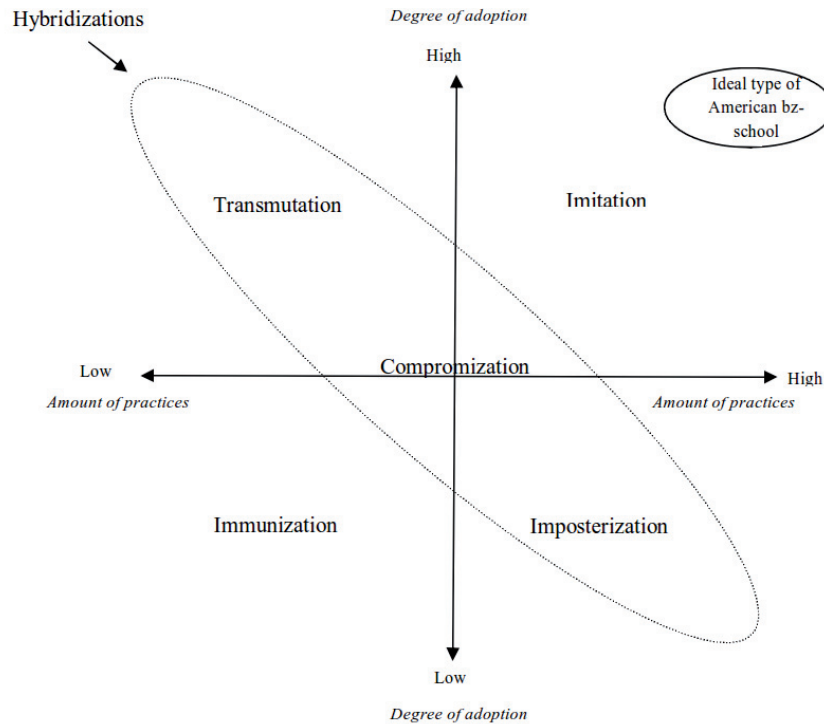 Hybridizations
Degree of adoption
High
Ideal type of
American bz-
school
Transmutation
Imitation
Compromization
Low
High
Amount of practices
Amount of practices
Immunization
Imposterization
Low
Degree of adoption